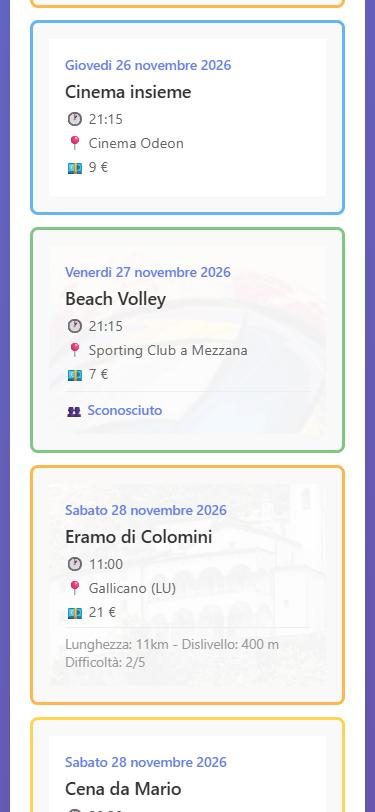 Giovedì 26 novembre 2026
Cinema insieme
21:15
Cinema Odeon
9 €
Venerdì 27 novembre 2026
Beach Volley
21:15
Sporting Club a Mezzana
7 €
Sconosciuto
Sabato 28 novembre 2026
Eramo di Colomini
11:00
Gallicano (LU)
21 €
Lunghezza: 11km - Dislivello: 400 m
Difficoltà: 2/5
Sabato 28 novembre 2026
Cena da Mario